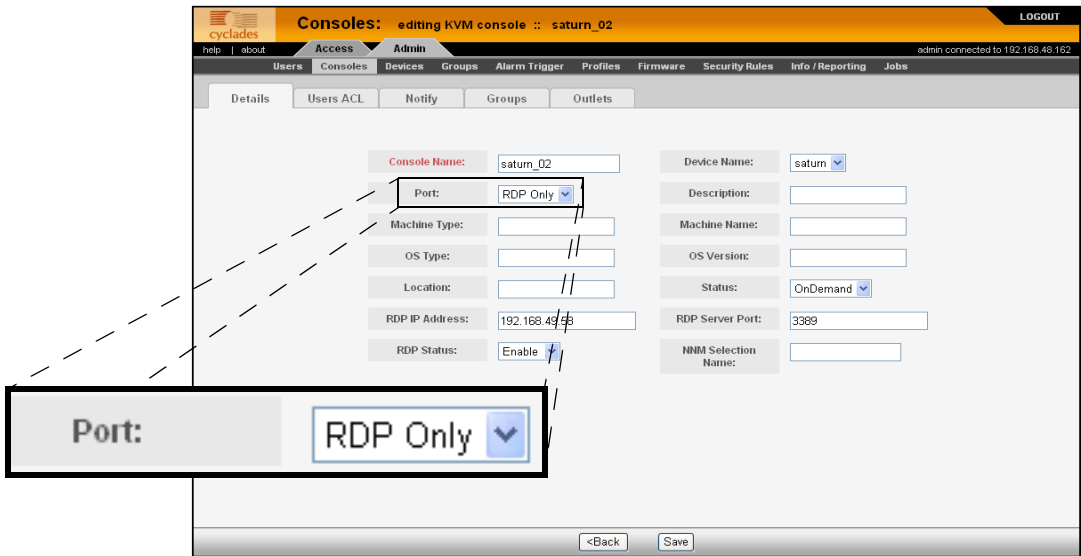 cyclades
Consoles: editing KVM console :: saturn_02
LOGOUT
help | about
Access
Admin
admin connected to 192.168.48.162
Users Consoles Devices Groups Alarm Trigger Profiles Firmware Security Rules Info / Reporting Jobs
Details Users ACL Notify Groups Outlets
Console Name: saturn_02 Device Name: saturn
Port: RDP Only Description:
Machine Type: Machine Name:
OS Type: OS Version:
Location: Status: OnDemand
RDP IP Address: 192.168.49.58 RDP Server Port: 3389
RDP Status: Enable NNM Selection
Name:
Port: RDP Only
<Back Save